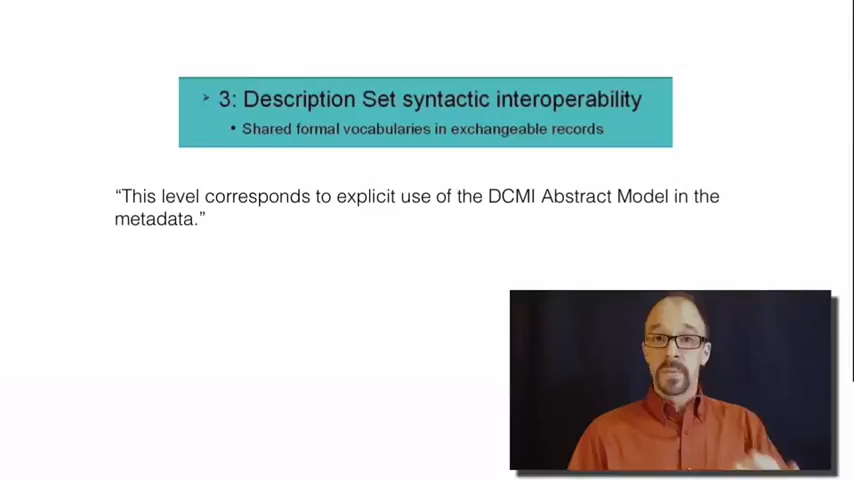 ➢ 3: Description Set syntactic interoperability
• Shared formal vocabularies in exchangeable records
“This level corresponds to explicit use of the DCMI Abstract Model in the
metadata.”